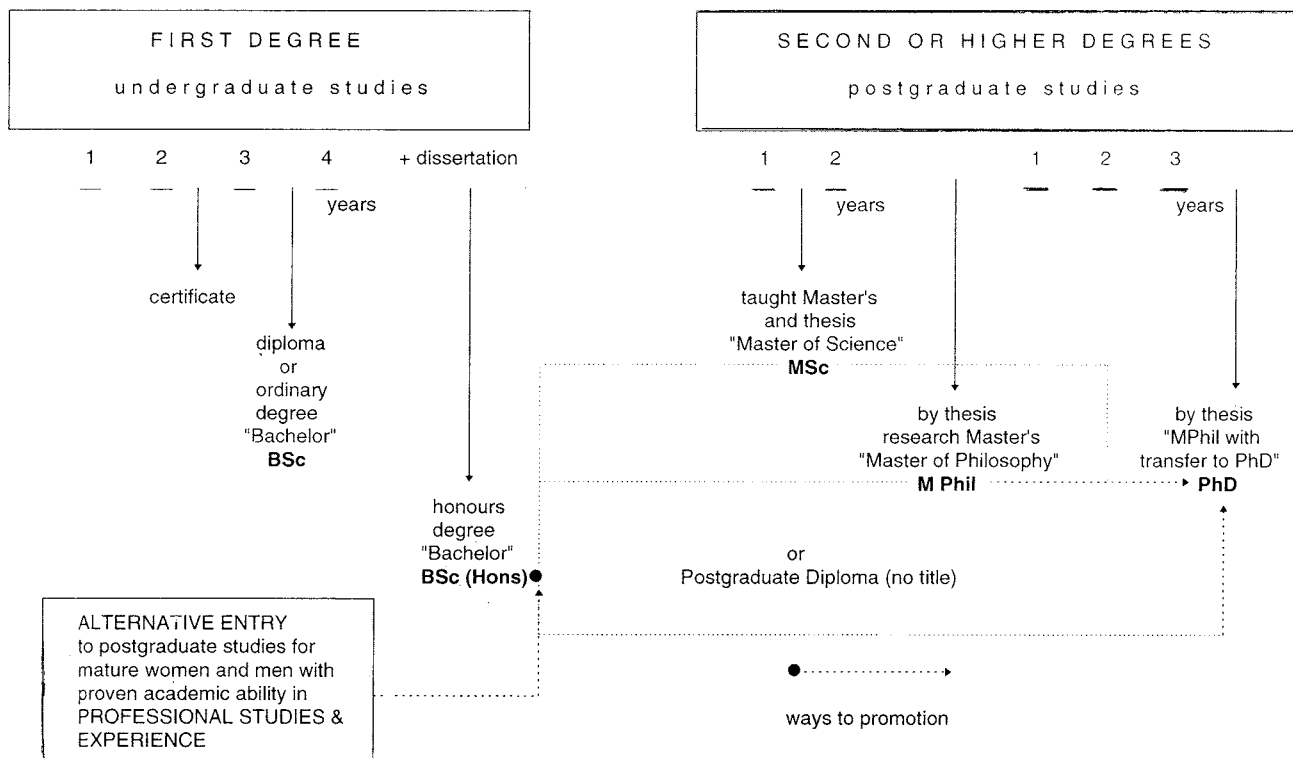 FIRST DEGREE
undergraduate studies
SECOND OR HIGHER DEGREES
postgraduate studies
1 2 3 4 + dissertation
years
1 2
years
1 2 3
years
certificate
diploma
or
ordinary
degree
"Bachelor"
BSc
honours
degree
"Bachelor"
BSc (Hons)
taught Master's
and thesis
"Master of Science"
MSc
by thesis
research Master's
"Master of Philosophy"
M Phil
by thesis
"MPhil with
transfer to PhD"
PhD
or
Postgraduate Diploma (no title)
ALTERNATIVE ENTRY
to postgraduate studies for
mature women and men with
proven academic ability in
PROFESSIONAL STUDIES &
EXPERIENCE
ways to promotion